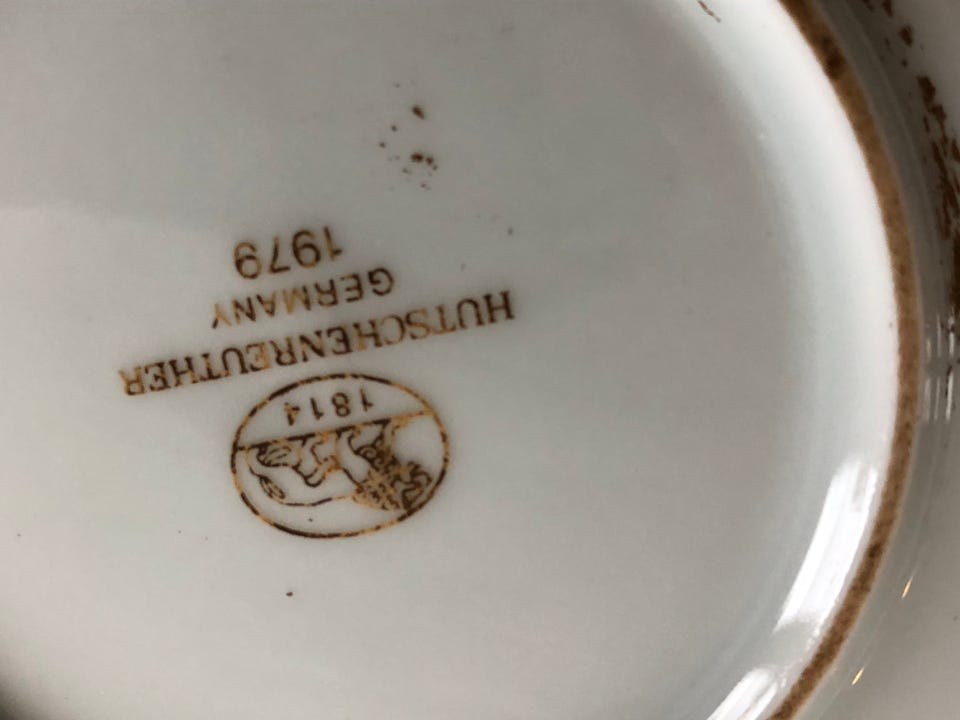 1814
HUTSCHENREUTHER
GERMANY
1979